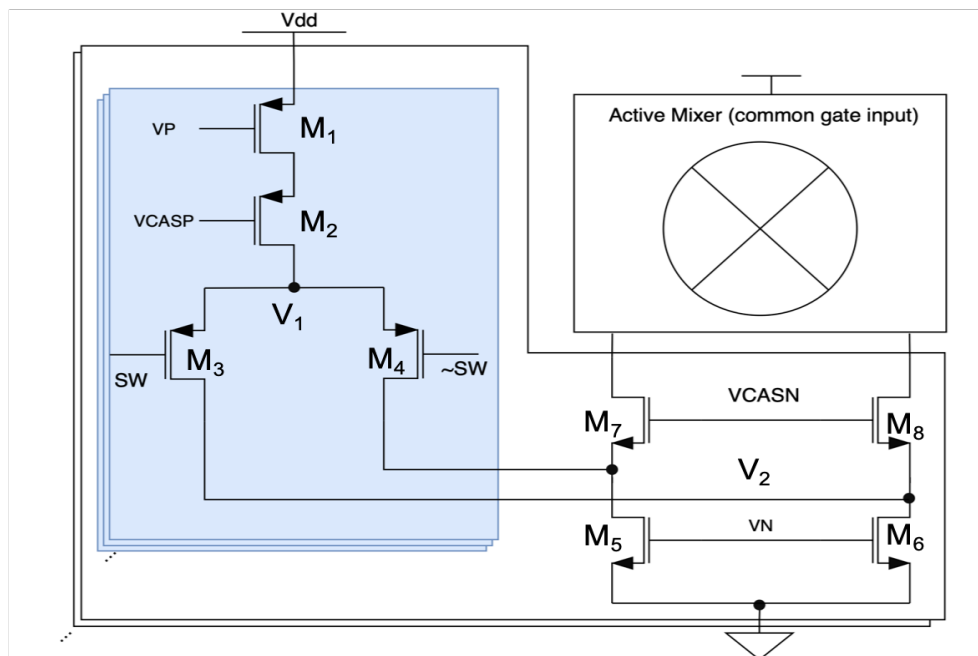 Vdd
Active Mixer (common gate input)
VP
M1
VCASP
M2
V1
M3
M4
SW
~SW
VCASN
M7
M8
V2
M5
VN
M6